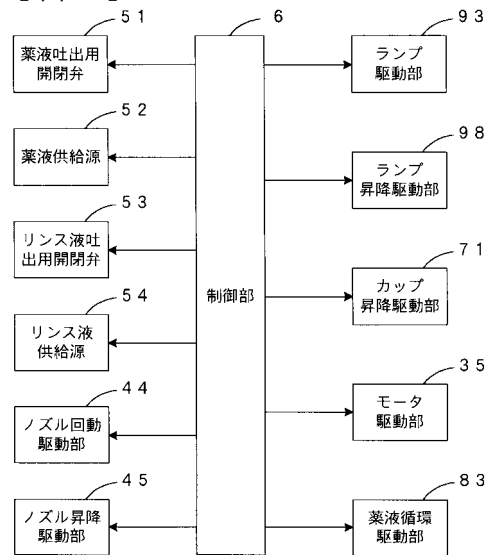 51
薬液吐出用
開閉弁
52
薬液供給源
53
リンス液吐
出用開閉弁
54
リンス液
供給源
44
ノズル回動
駆動部
45
ノズル昇降
駆動部
6
制御部
93
ランプ
駆動部
98
ランプ
昇降駆動部
71
カップ
昇降駆動部
35
モータ
駆動部
83
薬液循環
駆動部